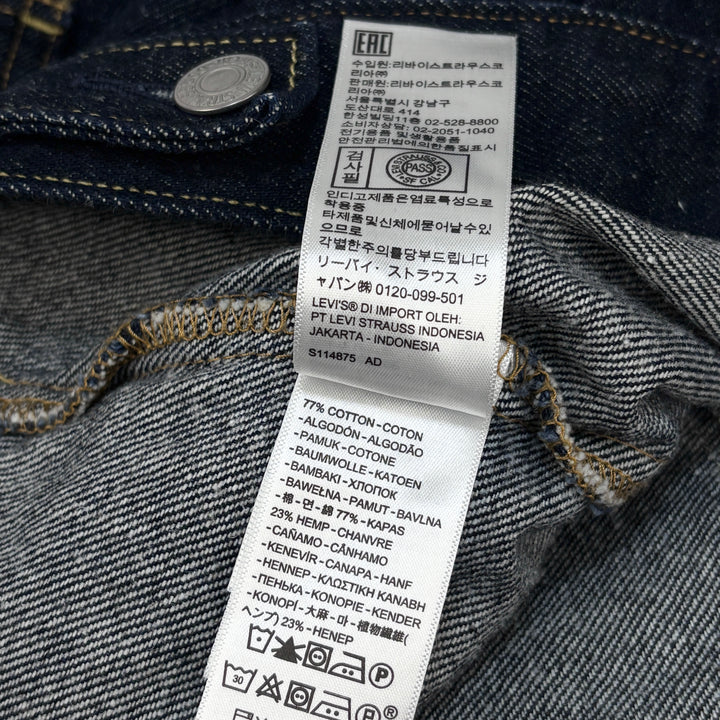 EAC
수입원:리바이스트라우스코
리아㈜
판매원:리바이스트라우스코
리아㈜
서울특별시 강남구
도산대로 414
한성빌딩11층 02-528-8800
소비자상담: 02-2051-1040
전기용품 및생활용품
안전관리법에의한품질표시
검사필
PASS
SF CAL
인디고제품은염료특성으로
착용중
타제품및신체에묻어날수있
으므로
각별한주의를당부드립니다
リーバイ・ストラウス ジ
ャパン㈱ 0120-099-501
LEVI'S® DI IMPORT OLEH:
PT LEVI STRAUSS INDONESIA
JAKARTA - INDONESIA
S114875 AD
77% COTTON-COTON
-ALGODÓN-ALGODÃO
-PAMUK-COTONE
-BAUMWOLLE-KATOEN
-BAMBAKI-ХЛОПОК
-BAWEŁNA-PAMUT-BAVLNA
-棉-면-綿 77%-KAPAS
23% HEMP-CHANVRE
-CAÑAMO-CÂNHAMO
-KENEVİR-CANAPA-HANF
-HENNEP-ΚΛΩΣΤΙΚΗ ΚΑΝΑΒΗ
-ПЕНЬКА-KONOPIE-KENDER
-KONOPÍ-大麻-마-植物繊維(
ヘンプ) 23%-HENEP
P
30
P